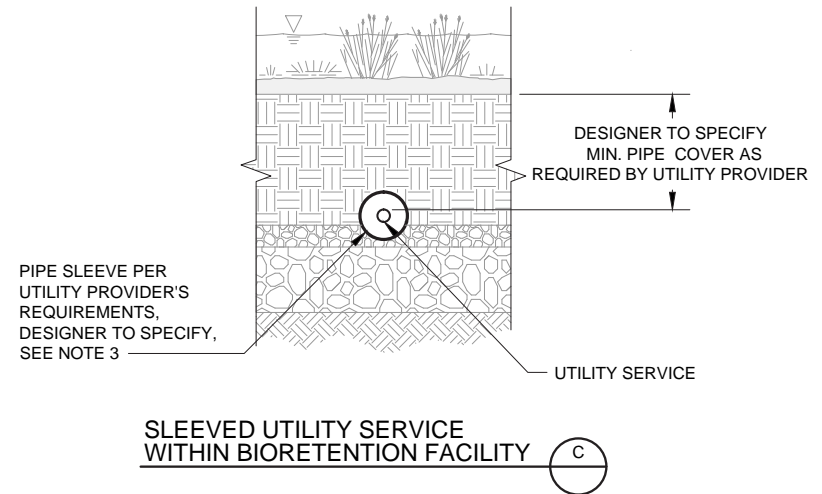 DESIGNER TO SPECIFY
MIN. PIPE COVER AS
REQUIRED BY UTILITY PROVIDER
PIPE SLEEVE PER
UTILITY PROVIDER'S
REQUIREMENTS,
DESIGNER TO SPECIFY,
SEE NOTE 3
UTILITY SERVICE
SLEEVED UTILITY SERVICE
WITHIN BIORETENTION FACILITY
C